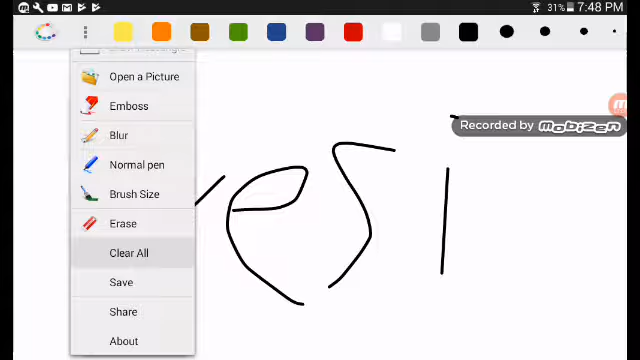 31% 7:48 PM
Open a Picture
Emboss
Blur
Normal pen
Brush Size
Erase
Clear All
Save
Share
About
Recorded by mobizen
es